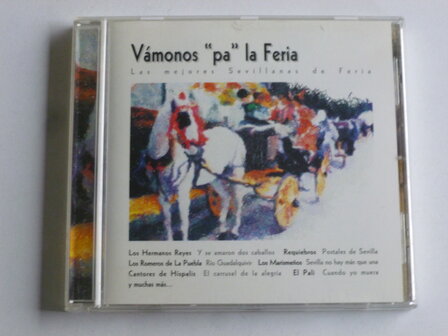 Vámonos "pa" la Feria
Las mejores Sevillanas de Feria
Los Hermanos Reyes Y se amaron dos caballos Requiebros Postales de Sevilla
Los Romeros de La Puebla Río Guadalquivir Los Marismeños Sevilla no hay más que una
Cantores de Híspalis El carrusel de la alegría El Pali Cuando yo muera
y muchas más...